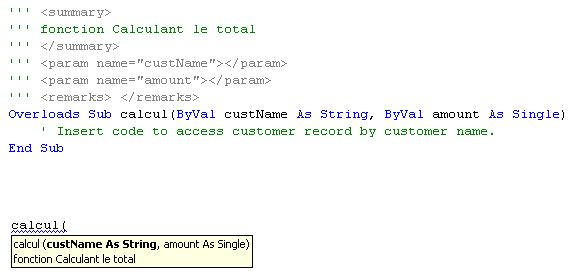 ''' <summary>
''' fonction Calculant le total
''' </summary>
''' <param name="custName"></param>
''' <param name="amount"></param>
''' <remarks> </remarks>
Overloads Sub calcul(ByVal custName As String, ByVal amount As Single)
' Insert code to access customer record by customer name.
End Sub
calcul(
calcul (custName As String, amount As Single)
fonction Calculant le total